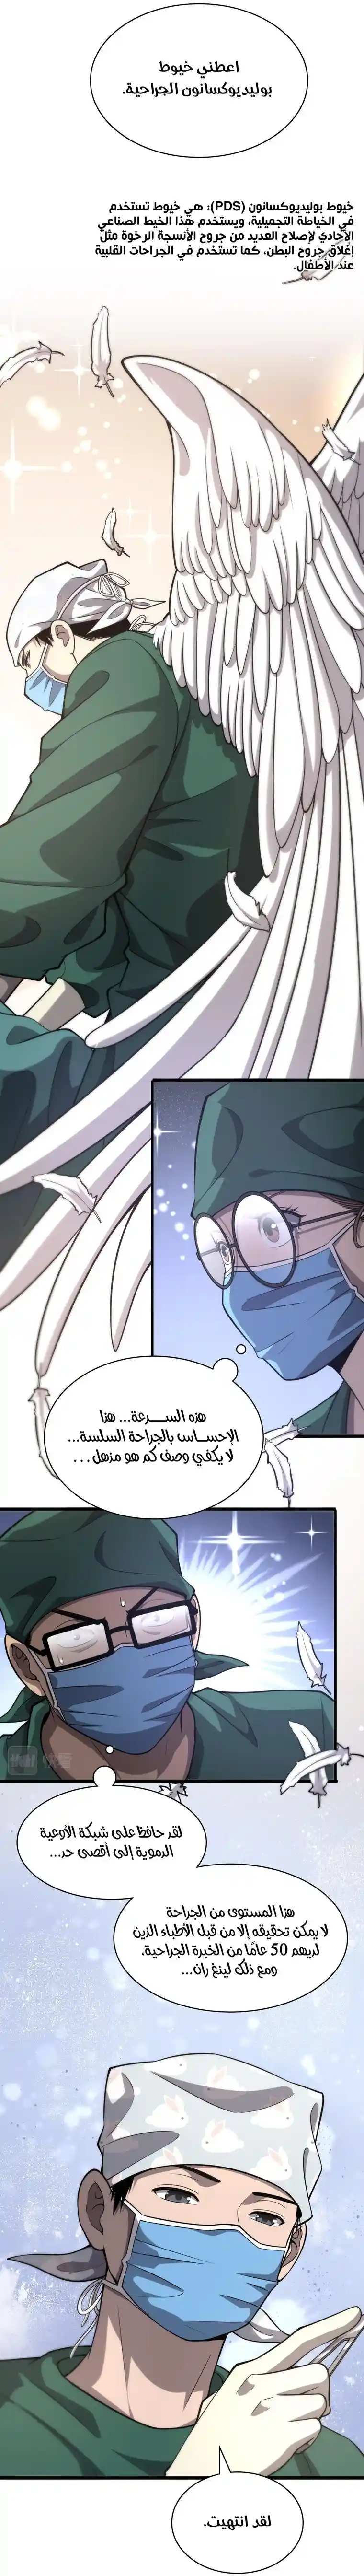 اعطني خيوط
بوليديوكسانون الجراحية.
خيوط بوليديوكسانون (PDS): هي خيوط تستخدم
في الخياطة التجميلية، ويستخدم هذا الخيط الصناعي
الأحادي لإصلاح العديد من جروح الأنسجة الرخوة مثل
إغلاق جروح البطن، كما تستخدم في الجراحات القلبية
عند الأطفال.
هذه الســـرعة... هذا
الإحســاس بالجراحة السلسة...
لا يكفي وصف كم هو مذهل...
لقد حافظ على شبكة الأوعية
الدموية إلى أقصى حد...
هذا المستوى من الجراحة
لا يمكن تحقيقه إلا من قبل الأطباء الذين
لديهم 50 عامًا من الخبرة الجراحية،
ومع ذلك لينغ ران...
لقد انتهيت.